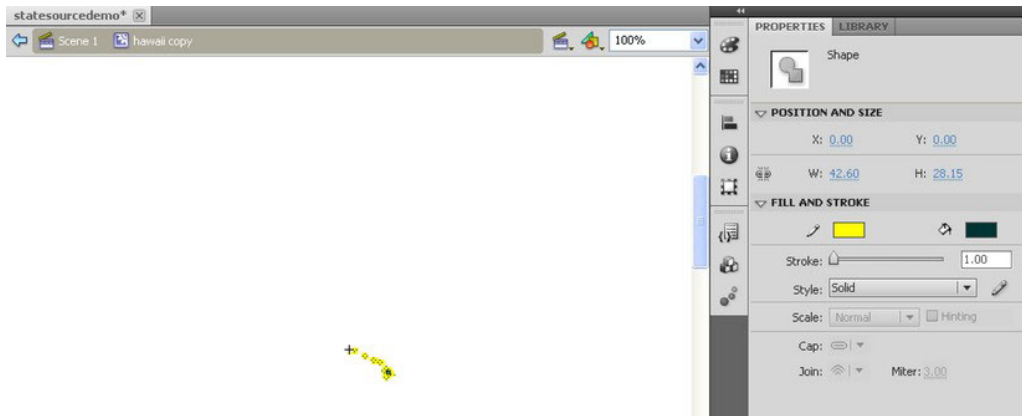 statesourcedemo*
Scene 1 hawaii copy 100%
PROPERTIES LIBRARY
Shape
POSITION AND SIZE
X: 0.00 Y: 0.00
W: 42.60 H: 28.15
FILL AND STROKE
Stroke: 1.00
Style: Solid
Scale: Normal Hinting
Cap:
Join: Miter: 3.00